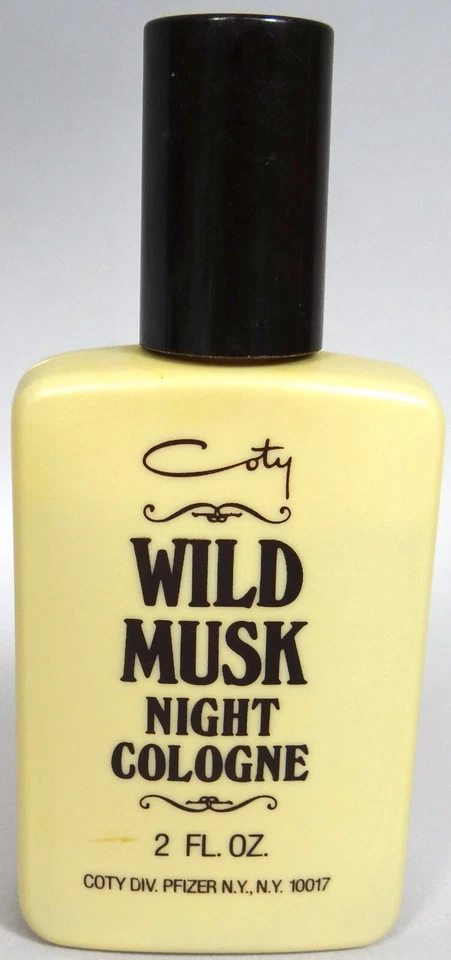 Coty
WILD
MUSK
NIGHT
COLOGNE
2 FL. OZ.
COTY DIV. PFIZER N.Y., N.Y. 10017